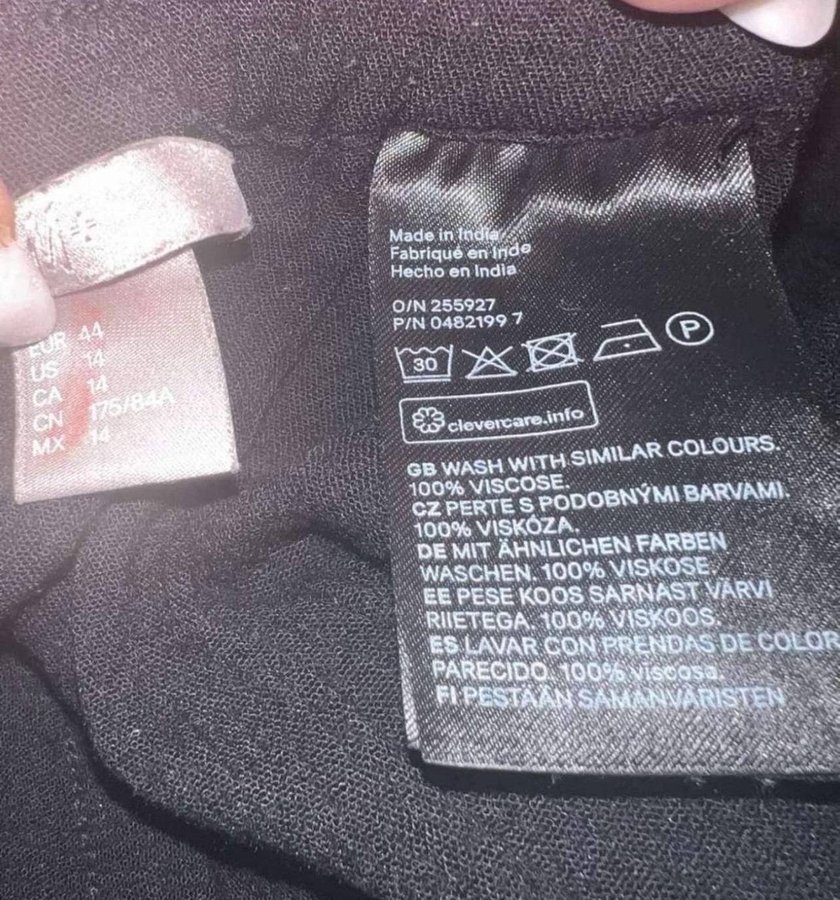 EUR 44
US 14
CA 14
CN 175/84A
MX 14
Made in India
Fabriqué en Inde
Hecho en India
O/N 255927
P/N 0482199 7
30
P
clevercare.info
GB WASH WITH SIMILAR COLOURS.
100% VISCOSE.
CZ PERTE S PODOBNÝMI BARVAMI.
100% VISKÓZA.
DE MIT ÄHNLICHEN FARBEN
WASCHEN. 100% VISKOSE.
EE PESE KOOS SARNAST VÄRVI
RIIETEGA. 100% VISKOOS.
ES LAVAR CON PRENDAS DE COLOR
PARECIDO. 100% viscosa.
FI PESTÄÄN SAMANVÄRISTEN